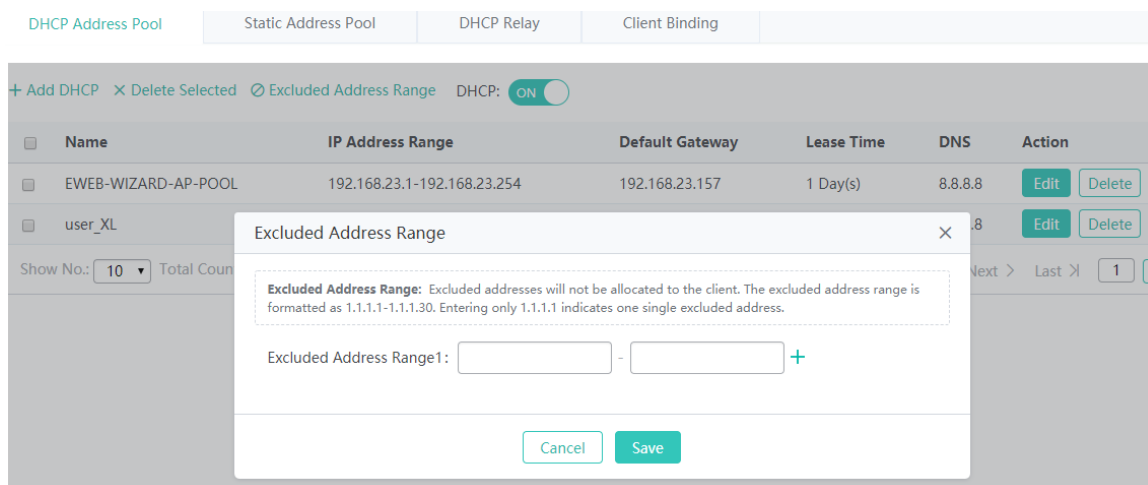 DHCP Address Pool Static Address Pool DHCP Relay Client Binding
+ Add DHCP × Delete Selected Excluded Address Range DHCP: ON
Name IP Address Range Default Gateway Lease Time DNS Action
EWEB-WIZARD-AP-POOL 192.168.23.1-192.168.23.254 192.168.23.157 1 Day(s) 8.8.8.8 Edit Delete
user_XL .8 Edit Delete
Show No.: 10 Total Coun Next > Last 1
Excluded Address Range ×
Excluded Address Range: Excluded addresses will not be allocated to the client. The excluded address range is
formatted as 1.1.1.1-1.1.1.30. Entering only 1.1.1.1 indicates one single excluded address.
Excluded Address Range1: - +
Cancel Save